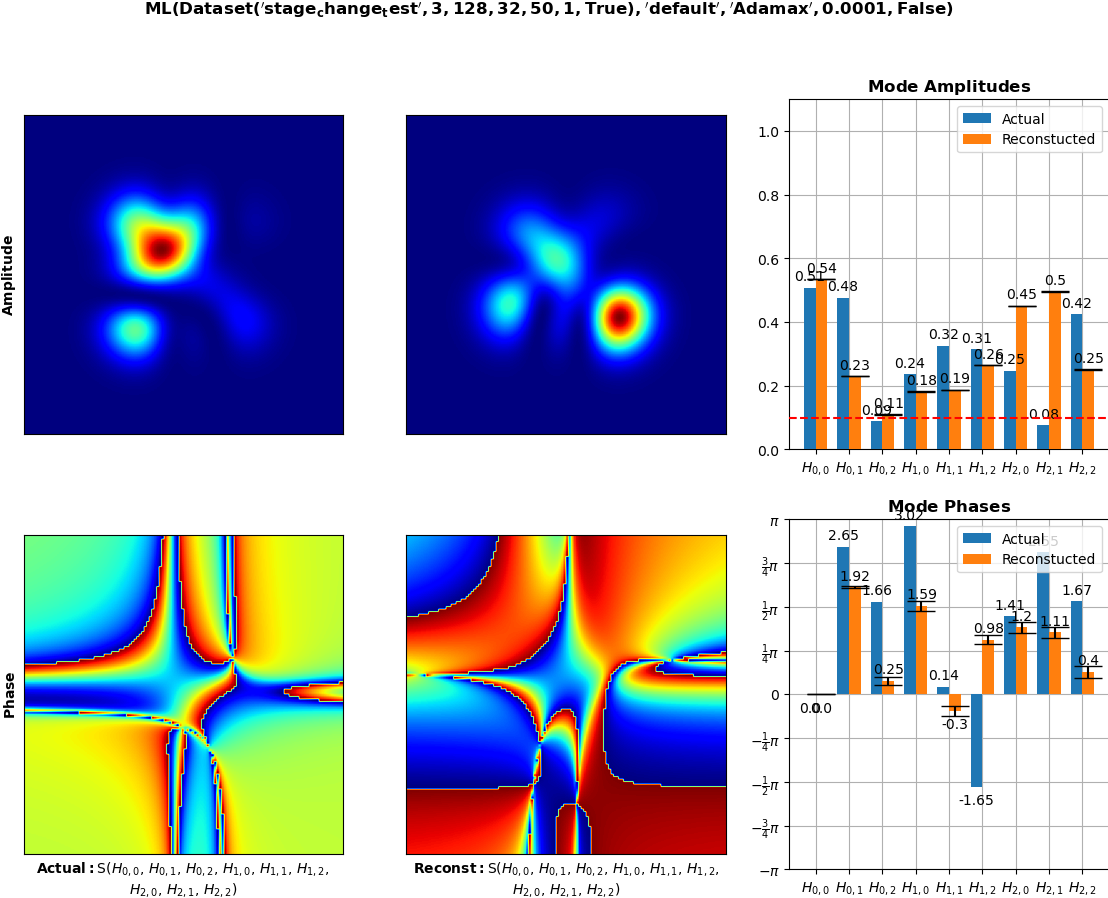 ML(Dataset('stage_change_test', 3, 128, 32, 50, 1, True), 'default', 'Adamax', 0.0001, False)
Mode Amplitudes
Actual
Reconstucted
1.0
0.8
0.6
0.4
0.2
0.0
0.51 0.54 0.48 0.23 0.09 0.11 0.24 0.18 0.32 0.19 0.31 0.26 0.25 0.45 0.08 0.5 0.42 0.25
H0,0 H0,1 H0,2 H1,0 H1,1 H1,2 H2,0 H2,1 H2,2
Amplitude
Mode Phases
Actual
Reconstucted
π
3/4π
1/2π
1/4π
0
−1/4π
−1/2π
−3/4π
−π
0.0 0.0 2.65 1.92 1.66 0.25 3.02 1.59 0.14 -0.3 -1.65 0.98 1.41 1.2 1.11 1.67 0.4
H0,0 H0,1 H0,2 H1,0 H1,1 H1,2 H2,0 H2,1 H2,2
Phase
Actual: S(H0,0, H0,1, H0,2, H1,0, H1,1, H1,2,
H2,0, H2,1, H2,2)
Reconst: S(H0,0, H0,1, H0,2, H1,0, H1,1, H1,2,
H2,0, H2,1, H2,2)